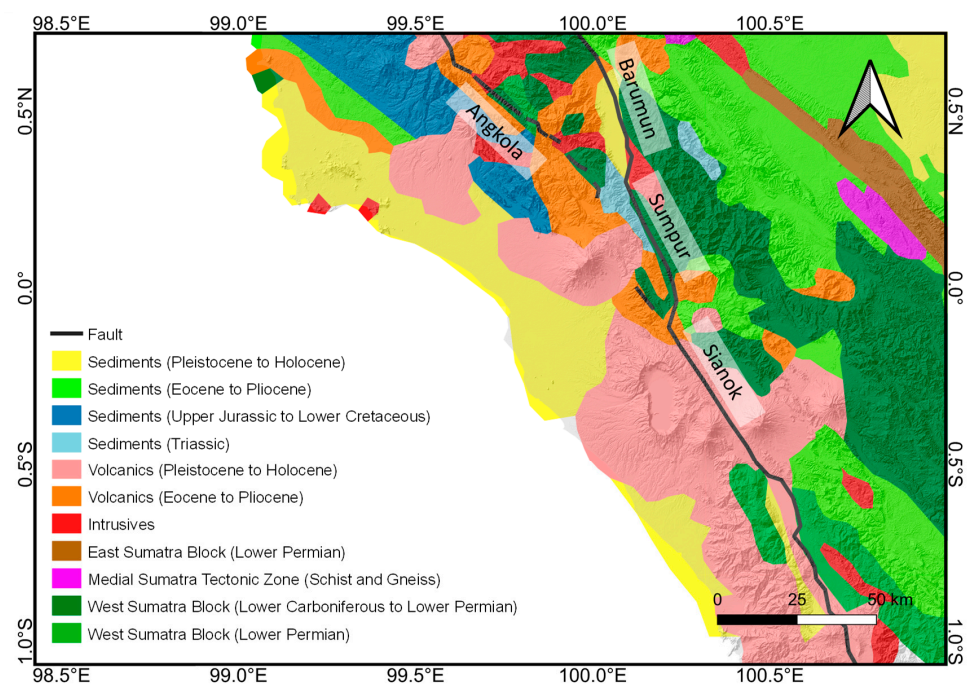 98.5°E 99.0°E 99.5°E 100.0°E 100.5°E
0.5°N
0.0°
0.5°S
1.0°S
Barumun
Angkola
Sumpur
Sianok
0.5°N
0.0°
0.5°S
1.0°S
Fault
Sediments (Pleistocene to Holocene)
Sediments (Eocene to Pliocene)
Sediments (Upper Jurassic to Lower Cretaceous)
Sediments (Triassic)
Volcanics (Pleistocene to Holocene)
Volcanics (Eocene to Pliocene)
Intrusives
East Sumatra Block (Lower Permian)
Medial Sumatra Tectonic Zone (Schist and Gneiss)
West Sumatra Block (Lower Carboniferous to Lower Permian)
West Sumatra Block (Lower Permian)
0 25 50 km
98.5°E 99.0°E 99.5°E 100.0°E 100.5°E